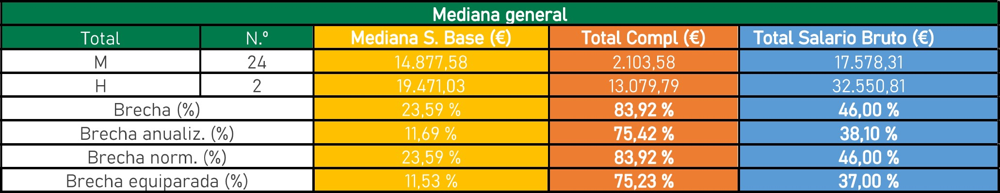 Mediana general
Total N.º Mediana S. Base (€) Total Compl (€) Total Salario Bruto (€)
M 24 14.877,58 2.103,58 17.578,31
H 2 19.471,03 13.079,79 32.550,81
Brecha (%) 23,59 % 83,92 % 46,00 %
Brecha anualiz. (%) 11,69 % 75,42 % 38,10 %
Brecha norm. (%) 23,59 % 83,92 % 46,00 %
Brecha equiparada (%) 11,53 % 75,23 % 37,00 %